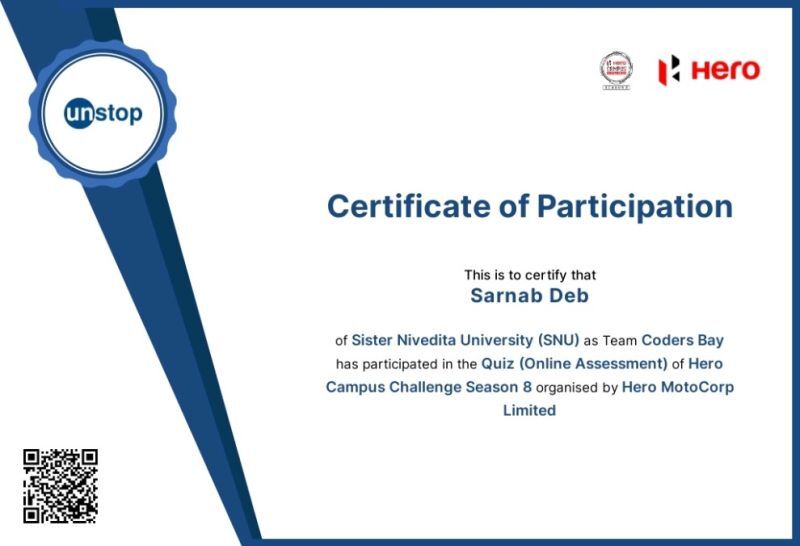 unstop
HERO
CAMPUS
Hero
Certificate of Participation
This is to certify that
Sarnab Deb
of Sister Nivedita University (SNU) as Team Coders Bay
has participated in the Quiz (Online Assessment) of Hero
Campus Challenge Season 8 organised by Hero MotoCorp
Limited